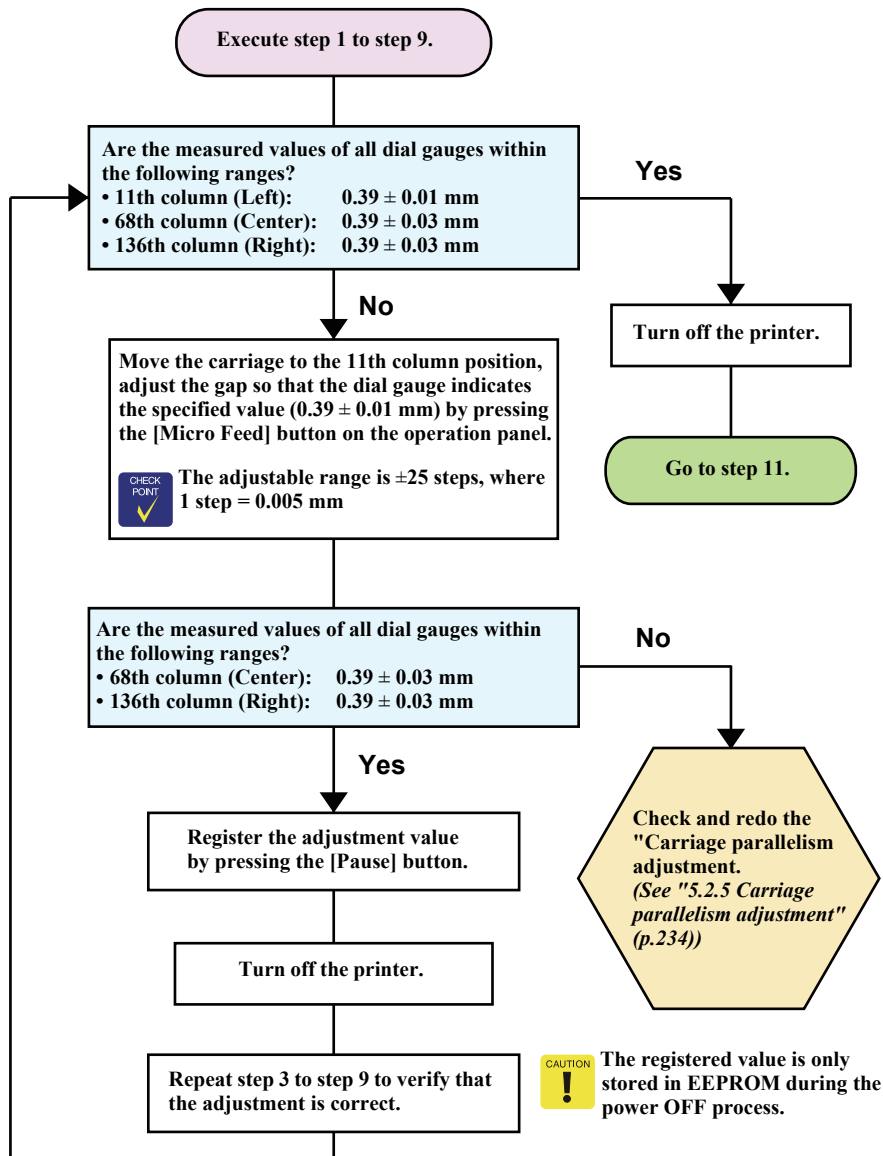 Execute step 1 to step 9.
Are the measured values of all dial gauges within
the following ranges?
• 11th column (Left): 0.39 ± 0.01 mm
• 68th column (Center): 0.39 ± 0.03 mm
• 136th column (Right): 0.39 ± 0.03 mm
Yes
No
Turn off the printer.
Go to step 11.
Move the carriage to the 11th column position,
adjust the gap so that the dial gauge indicates
the specified value (0.39 ± 0.01 mm) by pressing
the [Micro Feed] button on the operation panel.
CHECK
POINT
The adjustable range is ±25 steps, where
1 step = 0.005 mm
Are the measured values of all dial gauges within
the following ranges?
• 68th column (Center): 0.39 ± 0.03 mm
• 136th column (Right): 0.39 ± 0.03 mm
No
Yes
Check and redo the
"Carriage parallelism
adjustment.
(See "5.2.5 Carriage
parallelism adjustment"
(p.234))
Register the adjustment value
by pressing the [Pause] button.
Turn off the printer.
Repeat step 3 to step 9 to verify that
the adjustment is correct.
CAUTION
The registered value is only
stored in EEPROM during the
power OFF process.